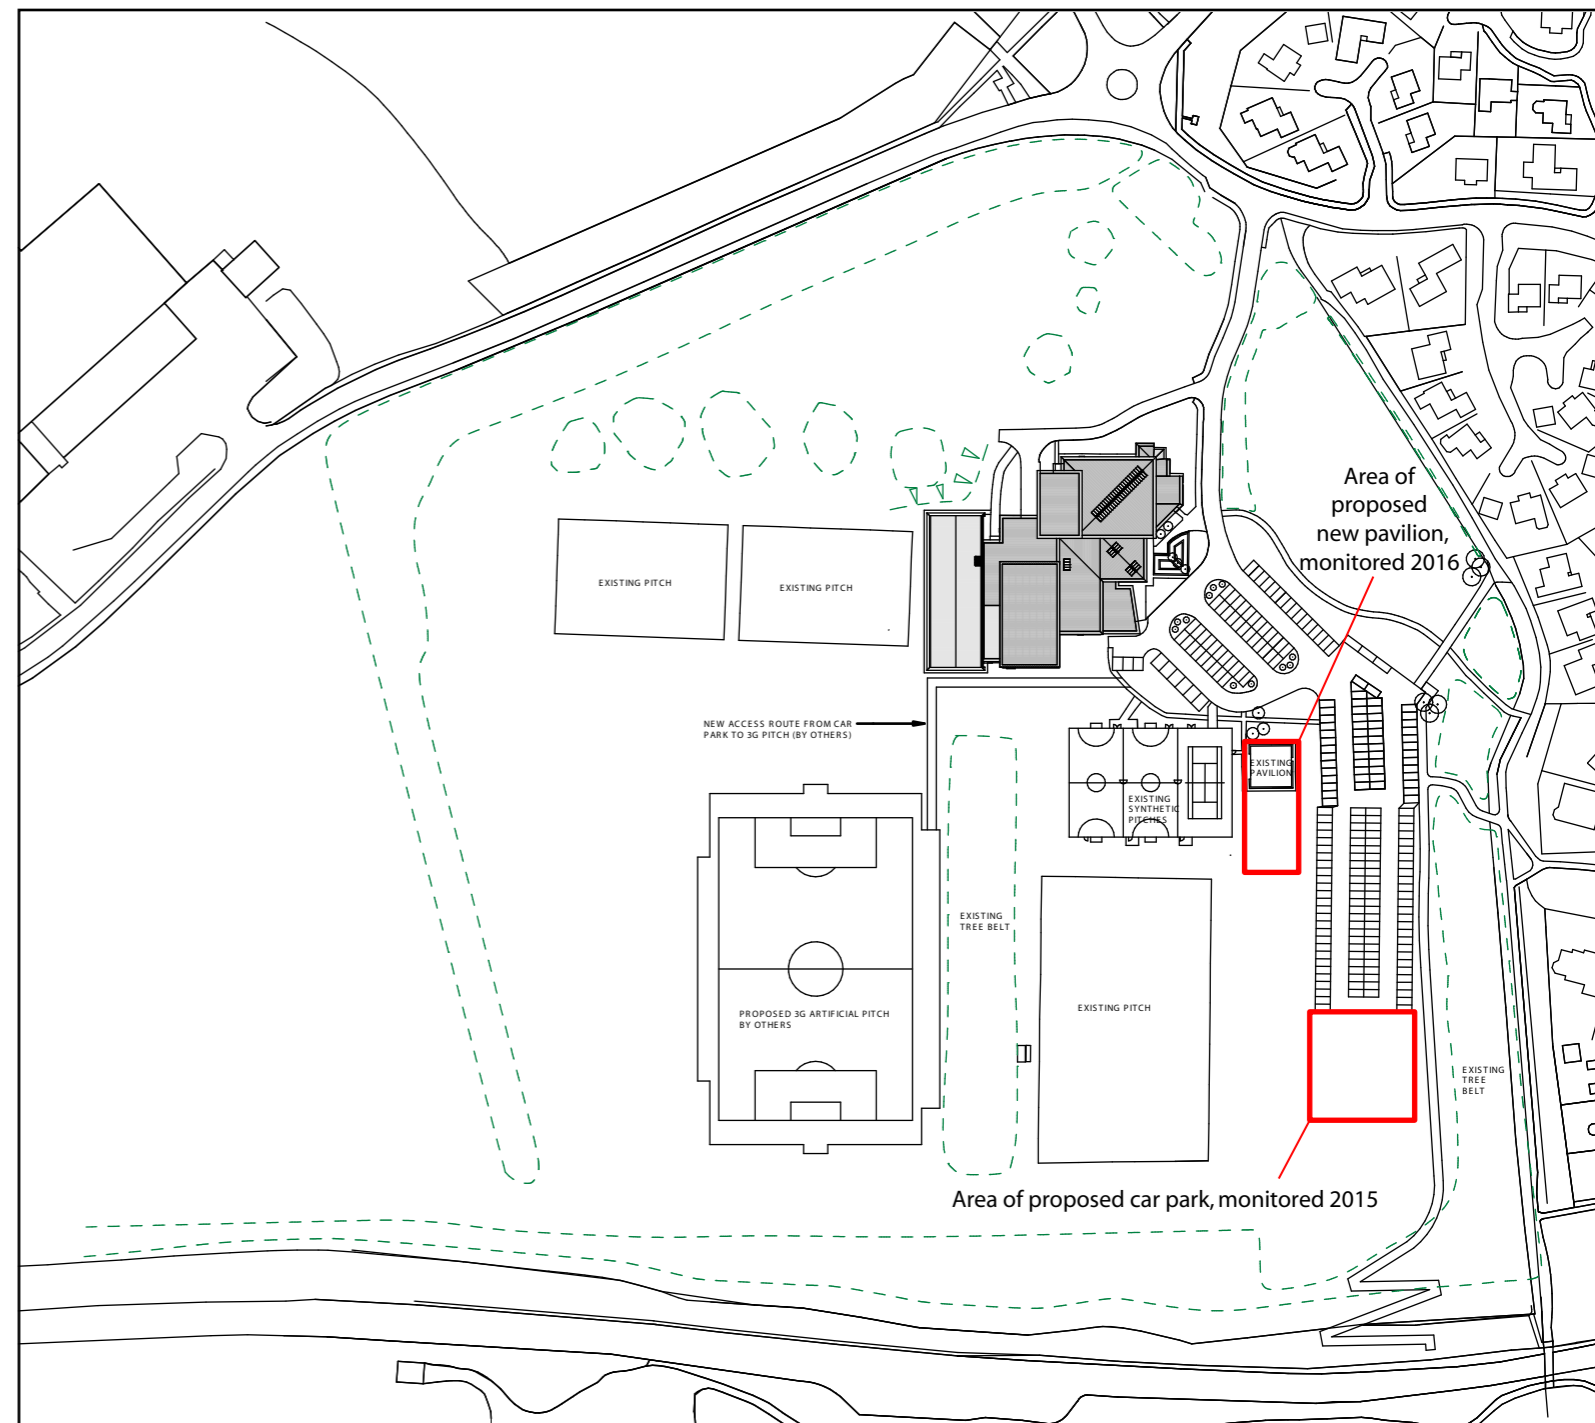 Area of
proposed
new pavilion,
monitored 2016
EXISTING PITCH
EXISTING PITCH
NEW ACCESS ROUTE FROM CAR
PARK TO 3G PITCH (BY OTHERS)
EXISTING
PAVILION
EXISTING
SYNTHETIC
PITCHES
EXISTING
TREE BELT
PROPOSED 3G ARTIFICIAL PITCH
BY OTHERS
EXISTING PITCH
EXISTING
TREE
BELT
Area of proposed car park, monitored 2015